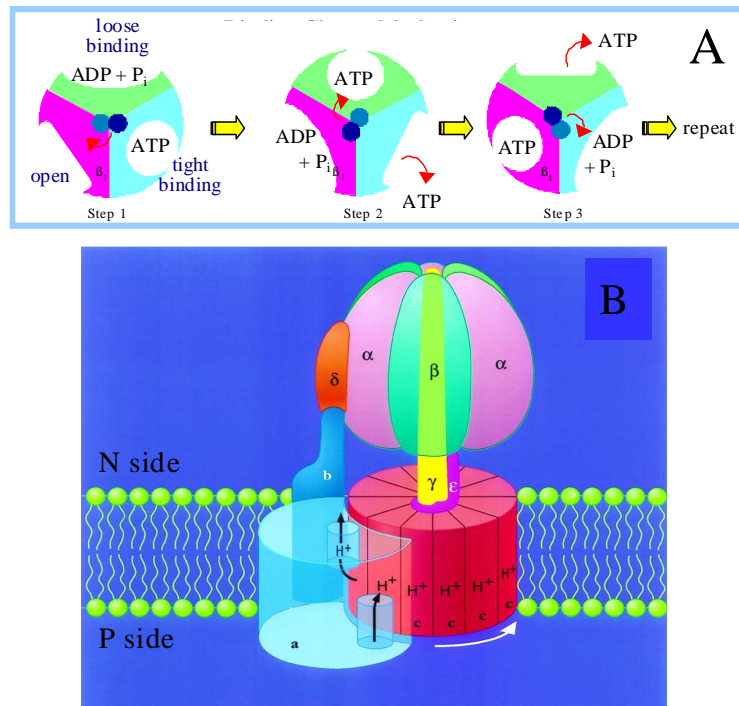 loose
binding
ADP + Pi
ATP
open
β1
tight
binding
Step 1
ATP
ADP
+ Pi
β1
ATP
Step 2
ATP
A
ATP
β1
ADP
+ Pi
repeat
Step 3
B
α
β
α
δ
N side
b
γ
ε
H+
H+
H+
H+
H+
H+
c
c
c
c
P side
a